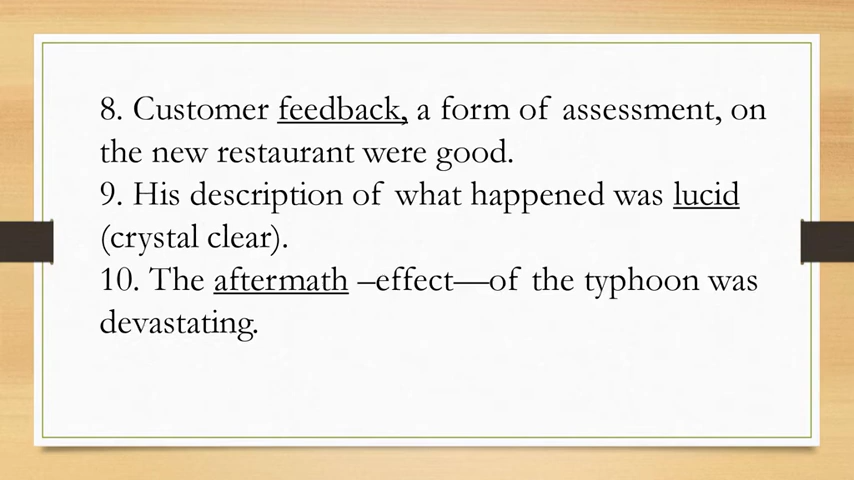 8. Customer feedback, a form of assessment, on
the new restaurant were good.
9. His description of what happened was lucid
(crystal clear).
10. The aftermath –effect—of the typhoon was
devastating.